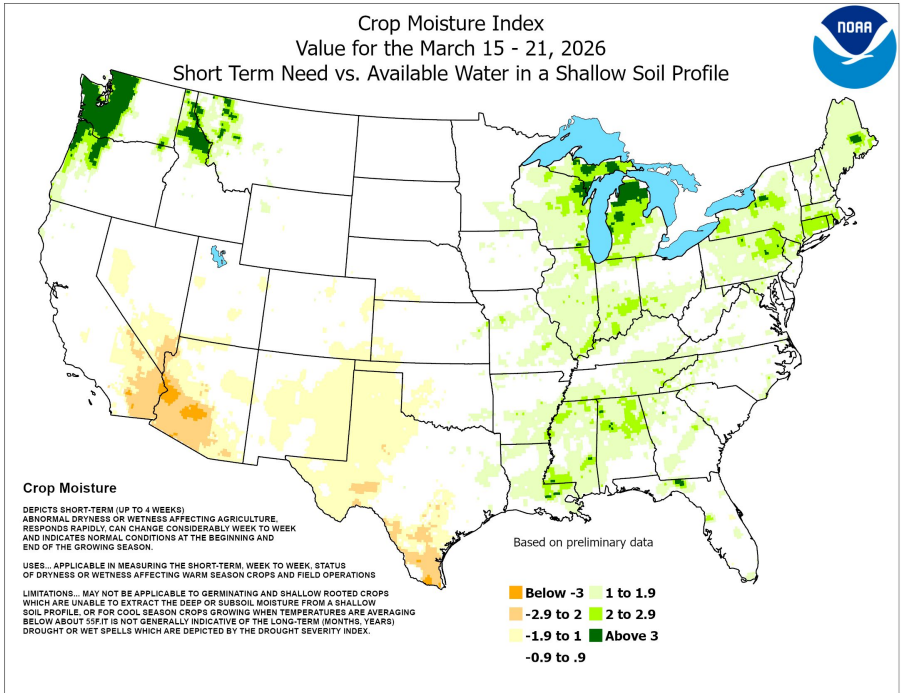 Crop Moisture Index
Value for the March 15 - 21, 2026
Short Term Need vs. Available Water in a Shallow Soil Profile
NOAA
Crop Moisture
DEPICTS SHORT-TERM (UP TO 4 WEEKS)
ABNORMAL DRYNESS OR WETNESS AFFECTING AGRICULTURE,
RESPONDS RAPIDLY, CAN CHANGE CONSIDERABLY WEEK TO WEEK
AND INDICATES NORMAL CONDITIONS AT THE BEGINNING AND
END OF THE GROWING SEASON.
USES... APPLICABLE IN MEASURING THE SHORT-TERM, WEEK TO WEEK, STATUS
OF DRYNESS OR WETNESS AFFECTING WARM SEASON CROPS AND FIELD OPERATIONS
LIMITATIONS... MAY NOT BE APPLICABLE TO GERMINATING AND SHALLOW ROOTED CROPS
WHICH ARE UNABLE TO EXTRACT THE DEEP OR SUBSOIL MOISTURE FROM A SHALLOW
SOIL PROFILE, OR FOR COOL SEASON CROPS GROWING WHEN TEMPERATURES ARE AVERAGING
BELOW ABOUT 55F.IT IS NOT GENERALLY INDICATIVE OF THE LONG-TERM (MONTHS, YEARS)
DROUGHT OR WET SPELLS WHICH ARE DEPICTED BY THE DROUGHT SEVERITY INDEX.
Based on preliminary data
Below -3
-2.9 to 2
-1.9 to 1
-0.9 to .9
1 to 1.9
2 to 2.9
Above 3